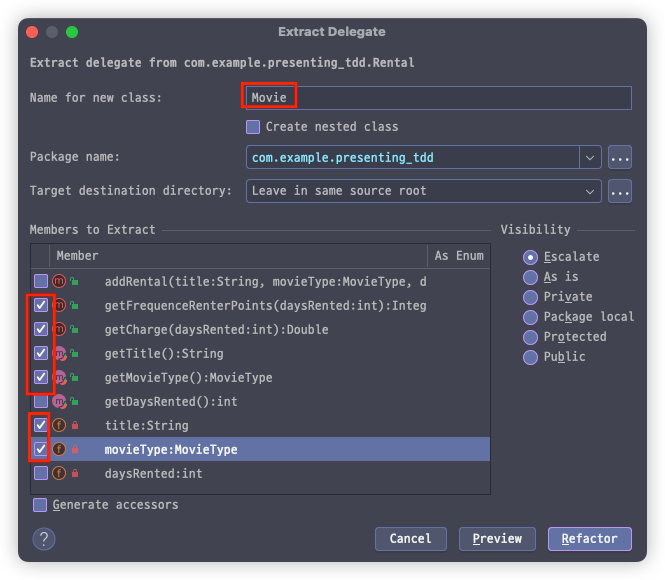 Extract Delegate
Extract delegate from com.example.presenting_tdd.Rental
Name for new class: Movie
Create nested class
Package name: com.example.presenting_tdd ...
Target destination directory: Leave in same source root ...
Members to Extract
Visibility
Member As Enum
m addRental(title:String, movieType:MovieType, d
m getFrequenceRenterPoints(daysRented:int):Integ
m getCharge(daysRented:int):Double
m getTitle():String
m getMovieType():MovieType
m getDaysRented():int
f title:String
f movieType:MovieType
f daysRented:int
Escalate
As is
Private
Package local
Protected
Public
Generate accessors
? Cancel Preview Refactor